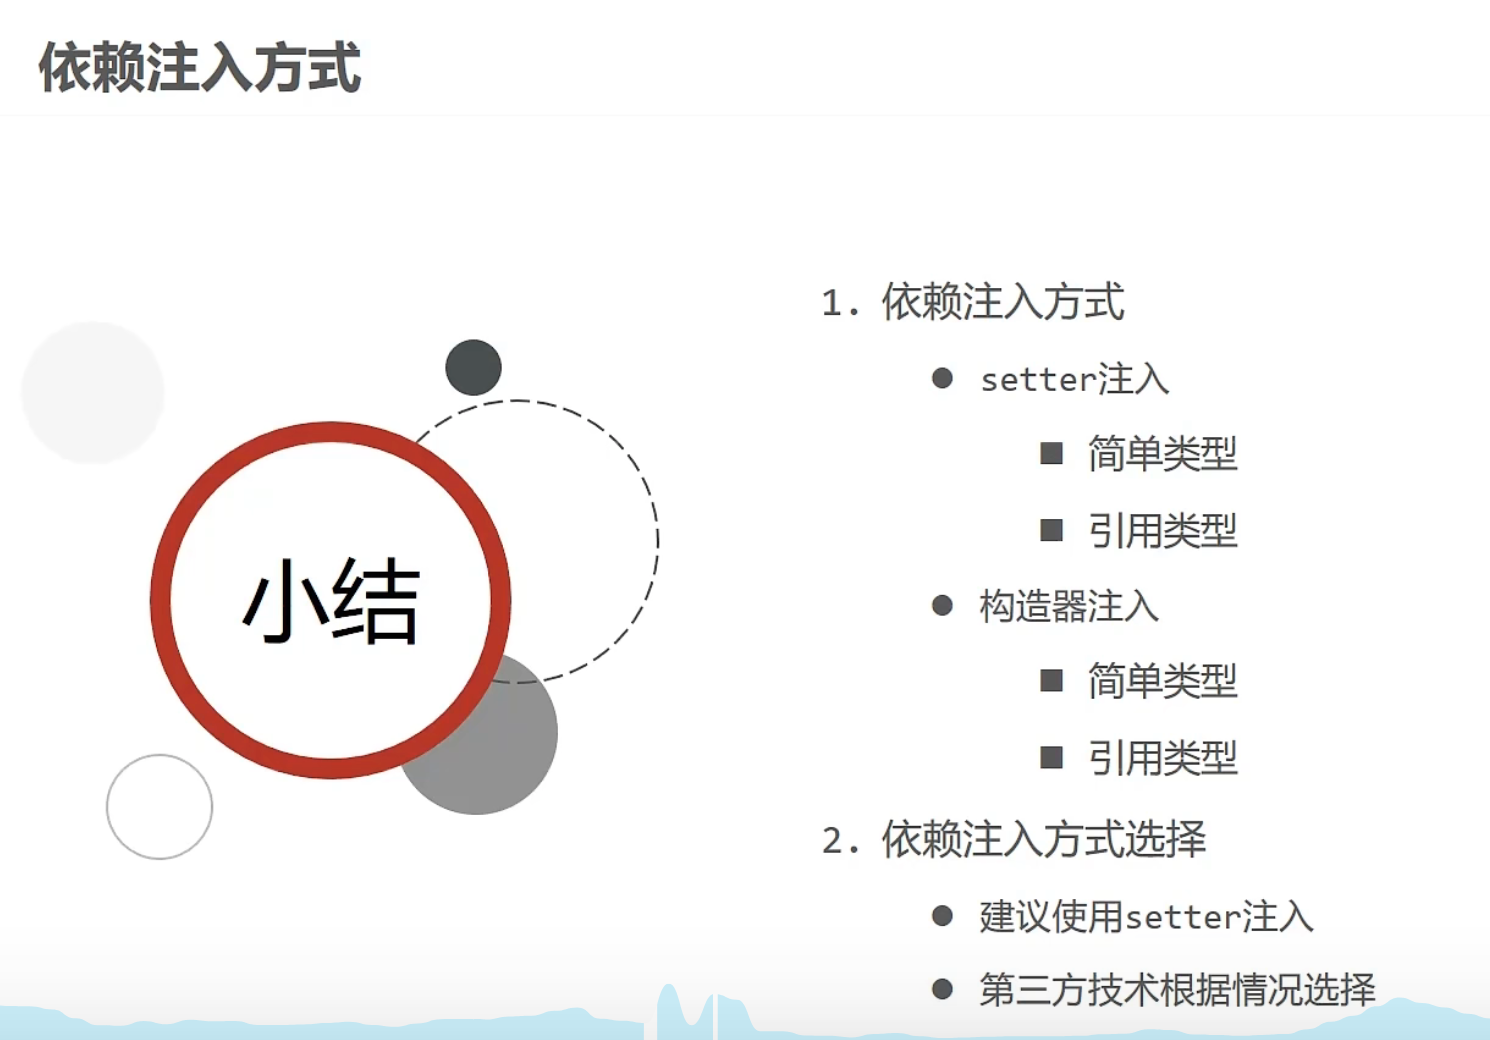 依赖注入方式
小结
1. 依赖注入方式
● setter注入
■ 简单类型
■ 引用类型
● 构造器注入
■ 简单类型
■ 引用类型
2. 依赖注入方式选择
● 建议使用setter注入
● 第三方技术根据情况选择